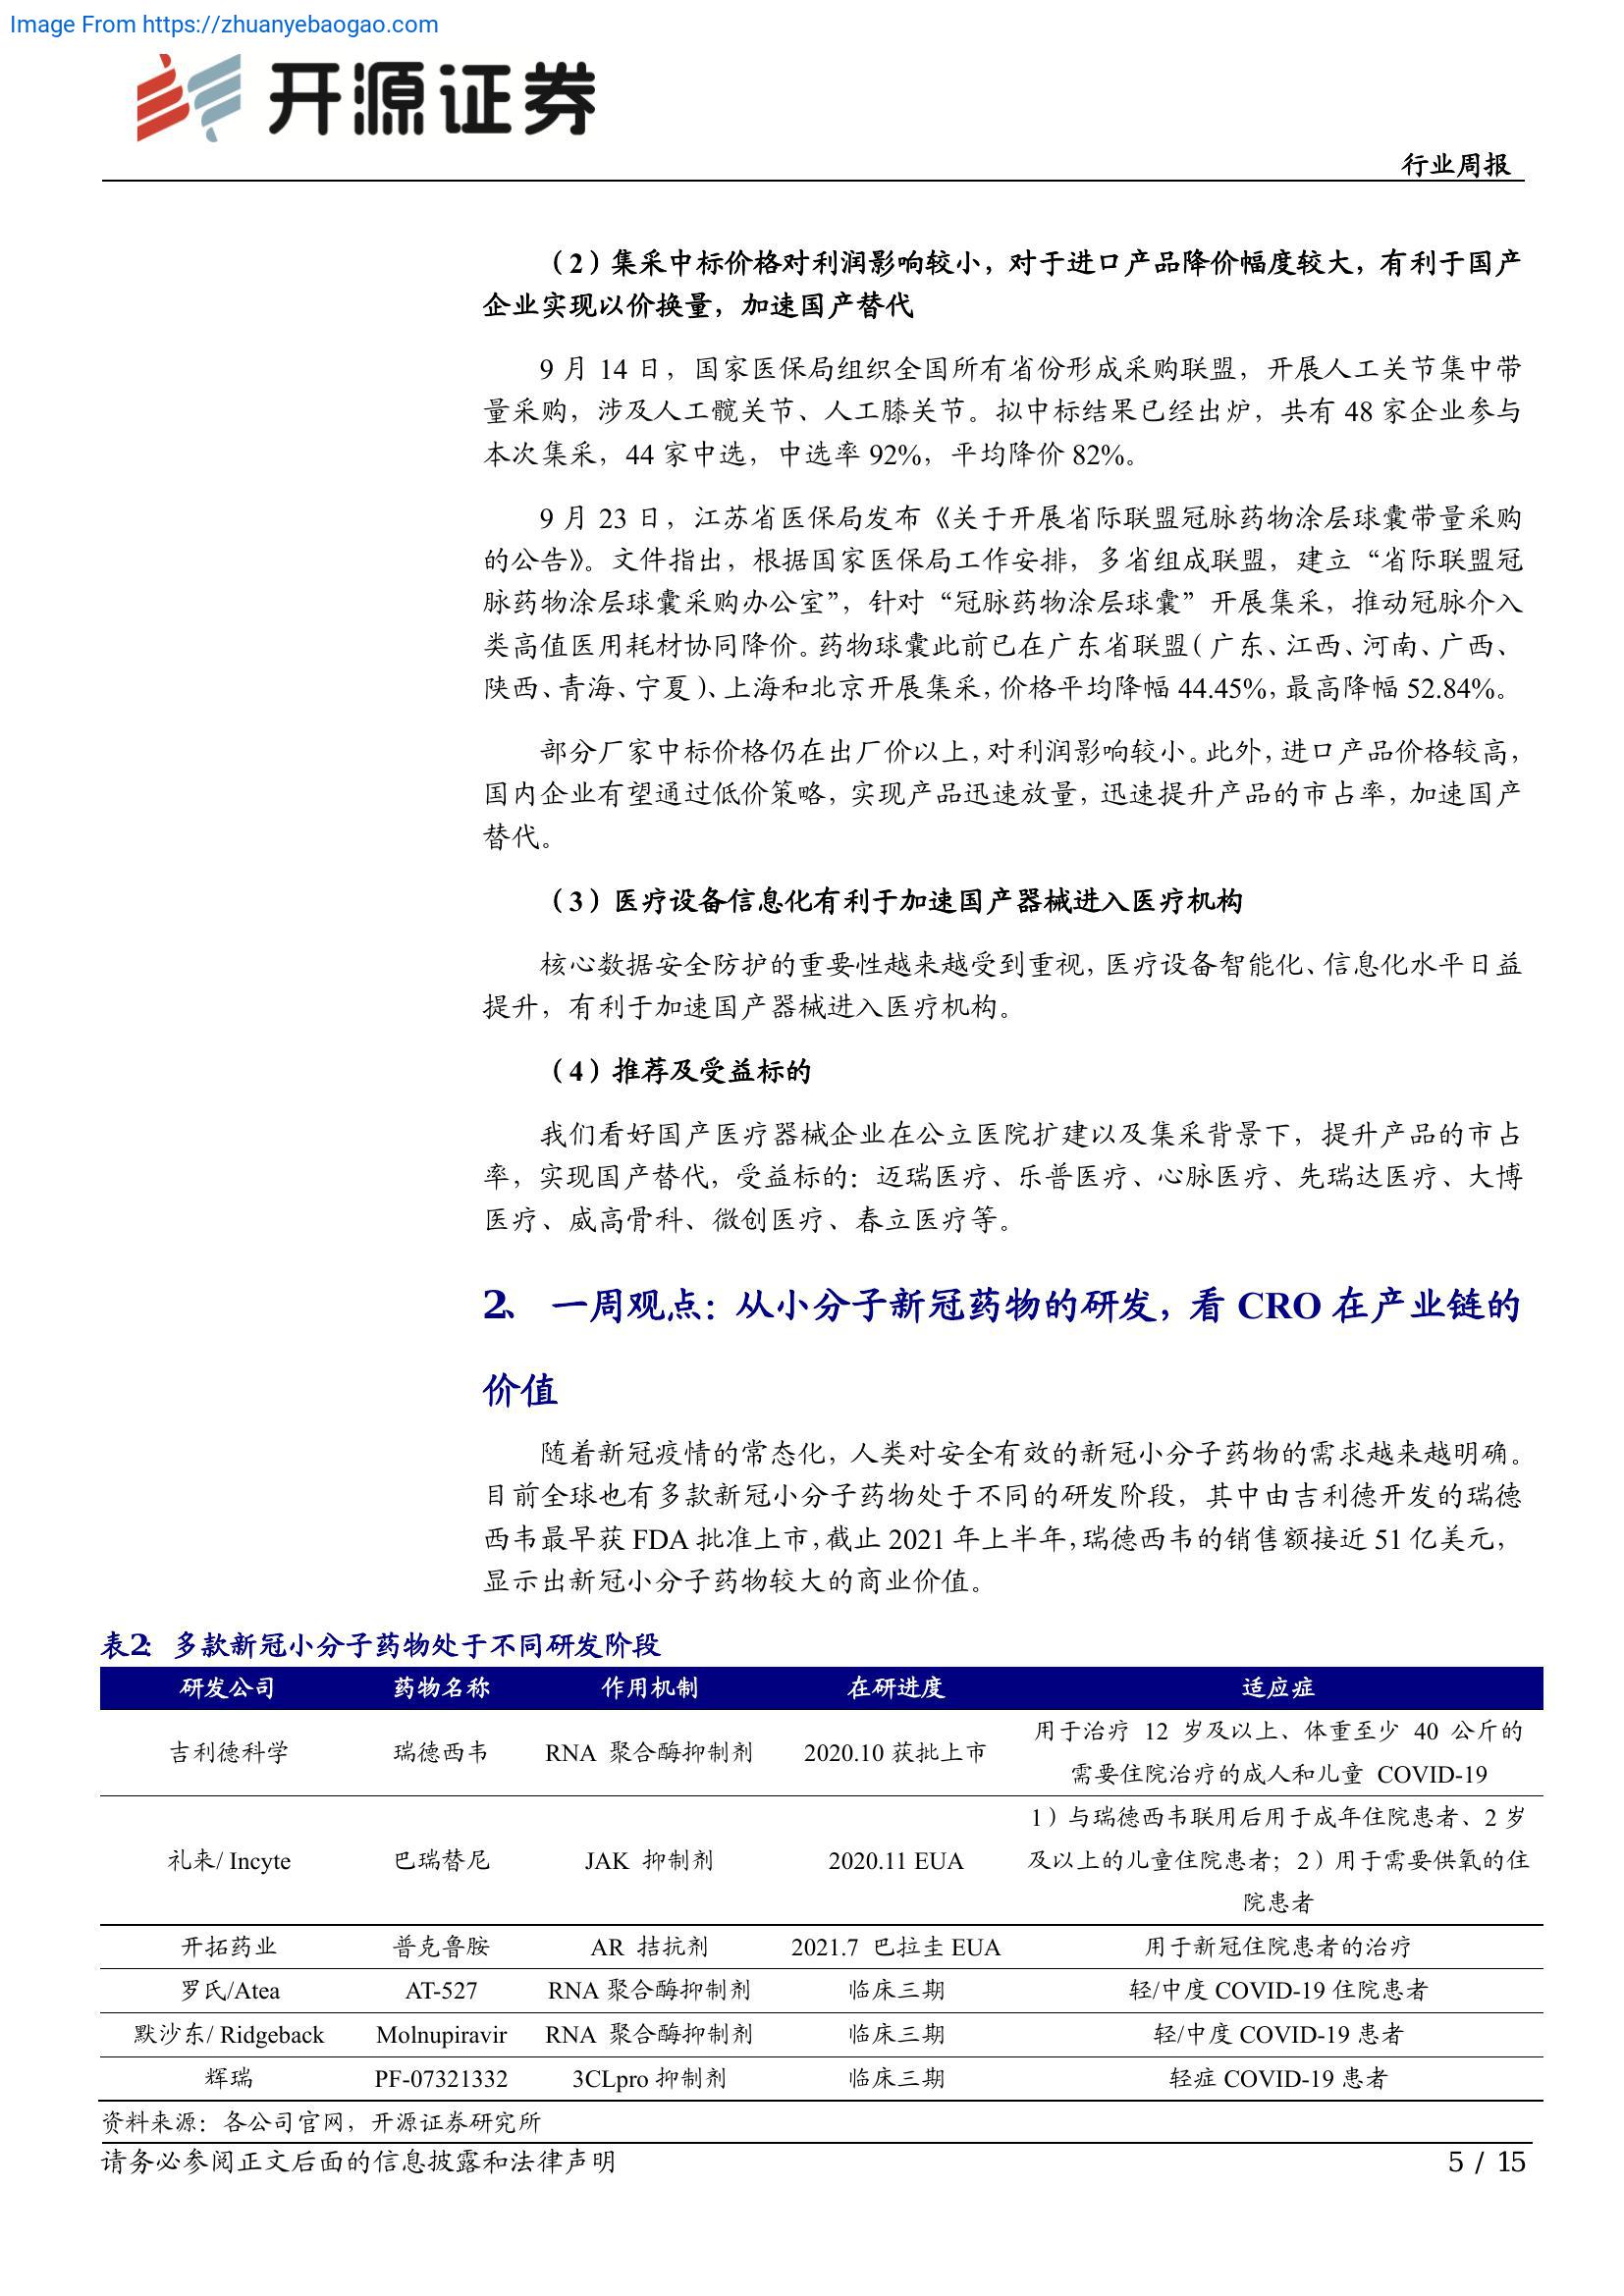 Image From https://zhuanyebaogao.com
开源证券
行业周报
（2）集采中标价格对利润影响较小，对于进口产品降价幅度较大，有利于国产
企业实现以价换量，加速国产替代
9 月 14 日，国家医保局组织全国所有省份形成采购联盟，开展人工关节集中带
量采购，涉及人工髋关节、人工膝关节。拟中标结果已经出炉，共有 48 家企业参与
本次集采，44 家中选，中选率 92%，平均降价 82%。
9 月 23 日，江苏省医保局发布《关于开展省际联盟冠脉药物涂层球囊带量采购
的公告》。文件指出，根据国家医保局工作安排，多省组成联盟，建立“省际联盟冠
脉药物涂层球囊采购办公室”，针对“冠脉药物涂层球囊”开展集采，推动冠脉介入
类高值医用耗材协同降价。药物球囊此前已在广东省联盟（广东、江西、河南、广西、
陕西、青海、宁夏）、上海和北京开展集采，价格平均降幅 44.45%，最高降幅 52.84%。
部分厂家中标价格仍在出厂价以上，对利润影响较小。此外，进口产品价格较高，
国内企业有望通过低价策略，实现产品迅速放量，迅速提升产品的市占率，加速国产
替代。
（3）医疗设备信息化有利于加速国产器械进入医疗机构
核心数据安全防护的重要性越来越受到重视，医疗设备智能化、信息化水平日益
提升，有利于加速国产器械进入医疗机构。
（4）推荐及受益标的
我们看好国产医疗器械企业在公立医院扩建以及集采背景下，提升产品的市占
率，实现国产替代，受益标的：迈瑞医疗、乐普医疗、心脉医疗、先瑞达医疗、大博
医疗、威高骨科、微创医疗、春立医疗等。
2、 一周观点：从小分子新冠药物的研发，看 CRO 在产业链的
价值
随着新冠疫情的常态化，人类对安全有效的新冠小分子药物的需求越来越明确。
目前全球也有多款新冠小分子药物处于不同的研发阶段，其中由吉利德开发的瑞德
西韦最早获 FDA 批准上市，截止 2021 年上半年，瑞德西韦的销售额接近 51 亿美元，
显示出新冠小分子药物较大的商业价值。
表2： 多款新冠小分子药物处于不同研发阶段
研发公司 药物名称 作用机制 在研进度 适应症
吉利德科学 瑞德西韦 RNA 聚合酶抑制剂 2020.10 获批上市 用于治疗 12 岁及以上、体重至少 40 公斤的
需要住院治疗的成人和儿童 COVID-19
礼来/ Incyte 巴瑞替尼 JAK 抑制剂 2020.11 EUA 1）与瑞德西韦联用后用于成年住院患者、2 岁
及以上的儿童住院患者；2）用于需要供氧的住
院患者
开拓药业 普克鲁胺 AR 拮抗剂 2021.7 巴拉圭 EUA 用于新冠住院患者的治疗
罗氏/Atea AT-527 RNA 聚合酶抑制剂 临床三期 轻/中度 COVID-19 住院患者
默沙东/ Ridgeback Molnupiravir RNA 聚合酶抑制剂 临床三期 轻/中度 COVID-19 患者
辉瑞 PF-07321332 3CLpro 抑制剂 临床三期 轻症 COVID-19 患者
资料来源：各公司官网，开源证券研究所
请务必参阅正文后面的信息披露和法律声明 5 / 15